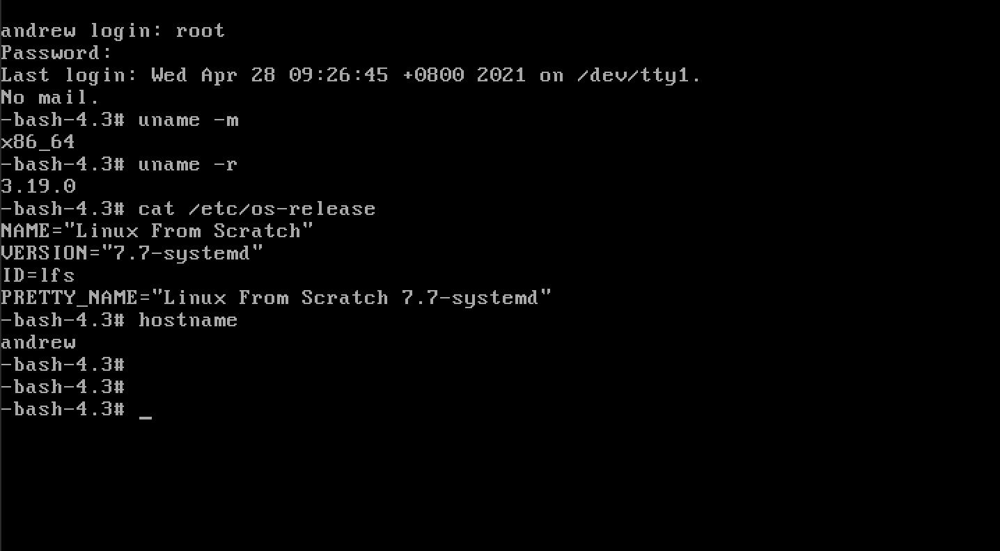 andrew login: root
Password:
Last login: Wed Apr 28 09:26:45 +0800 2021 on /dev/tty1.
No mail.
-bash-4.3# uname -m
x86_64
-bash-4.3# uname -r
3.19.0
-bash-4.3# cat /etc/os-release
NAME="Linux From Scratch"
VERSION="7.7-systemd"
ID=lfs
PRETTY_NAME="Linux From Scratch 7.7-systemd"
-bash-4.3# hostname
andrew
-bash-4.3#
-bash-4.3#
-bash-4.3# _